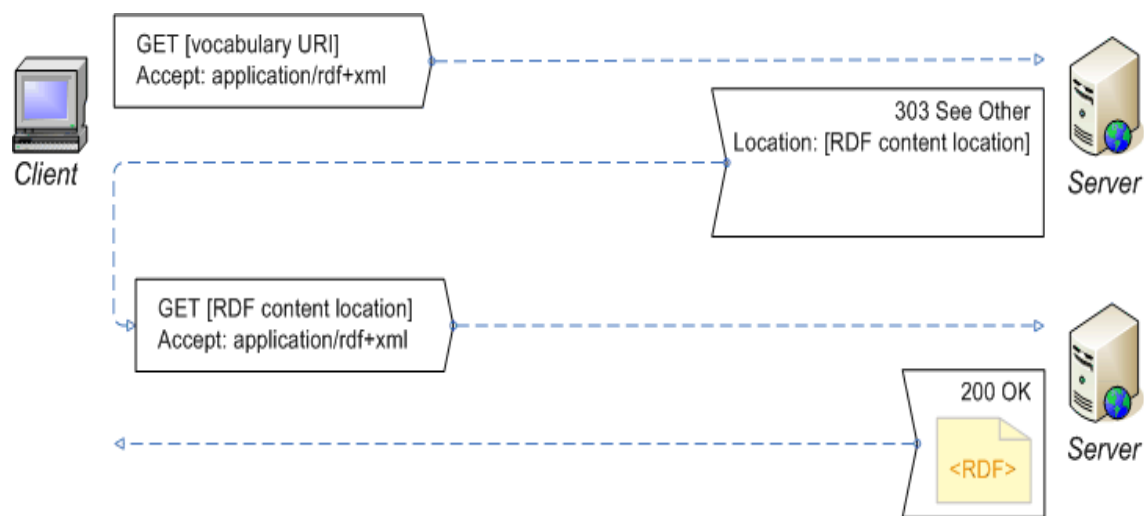 GET [vocabulary URI]
Accept: application/rdf+xml
Client
303 See Other
Location: [RDF content location]
Server
GET [RDF content location]
Accept: application/rdf+xml
200 OK
<RDF>
Server